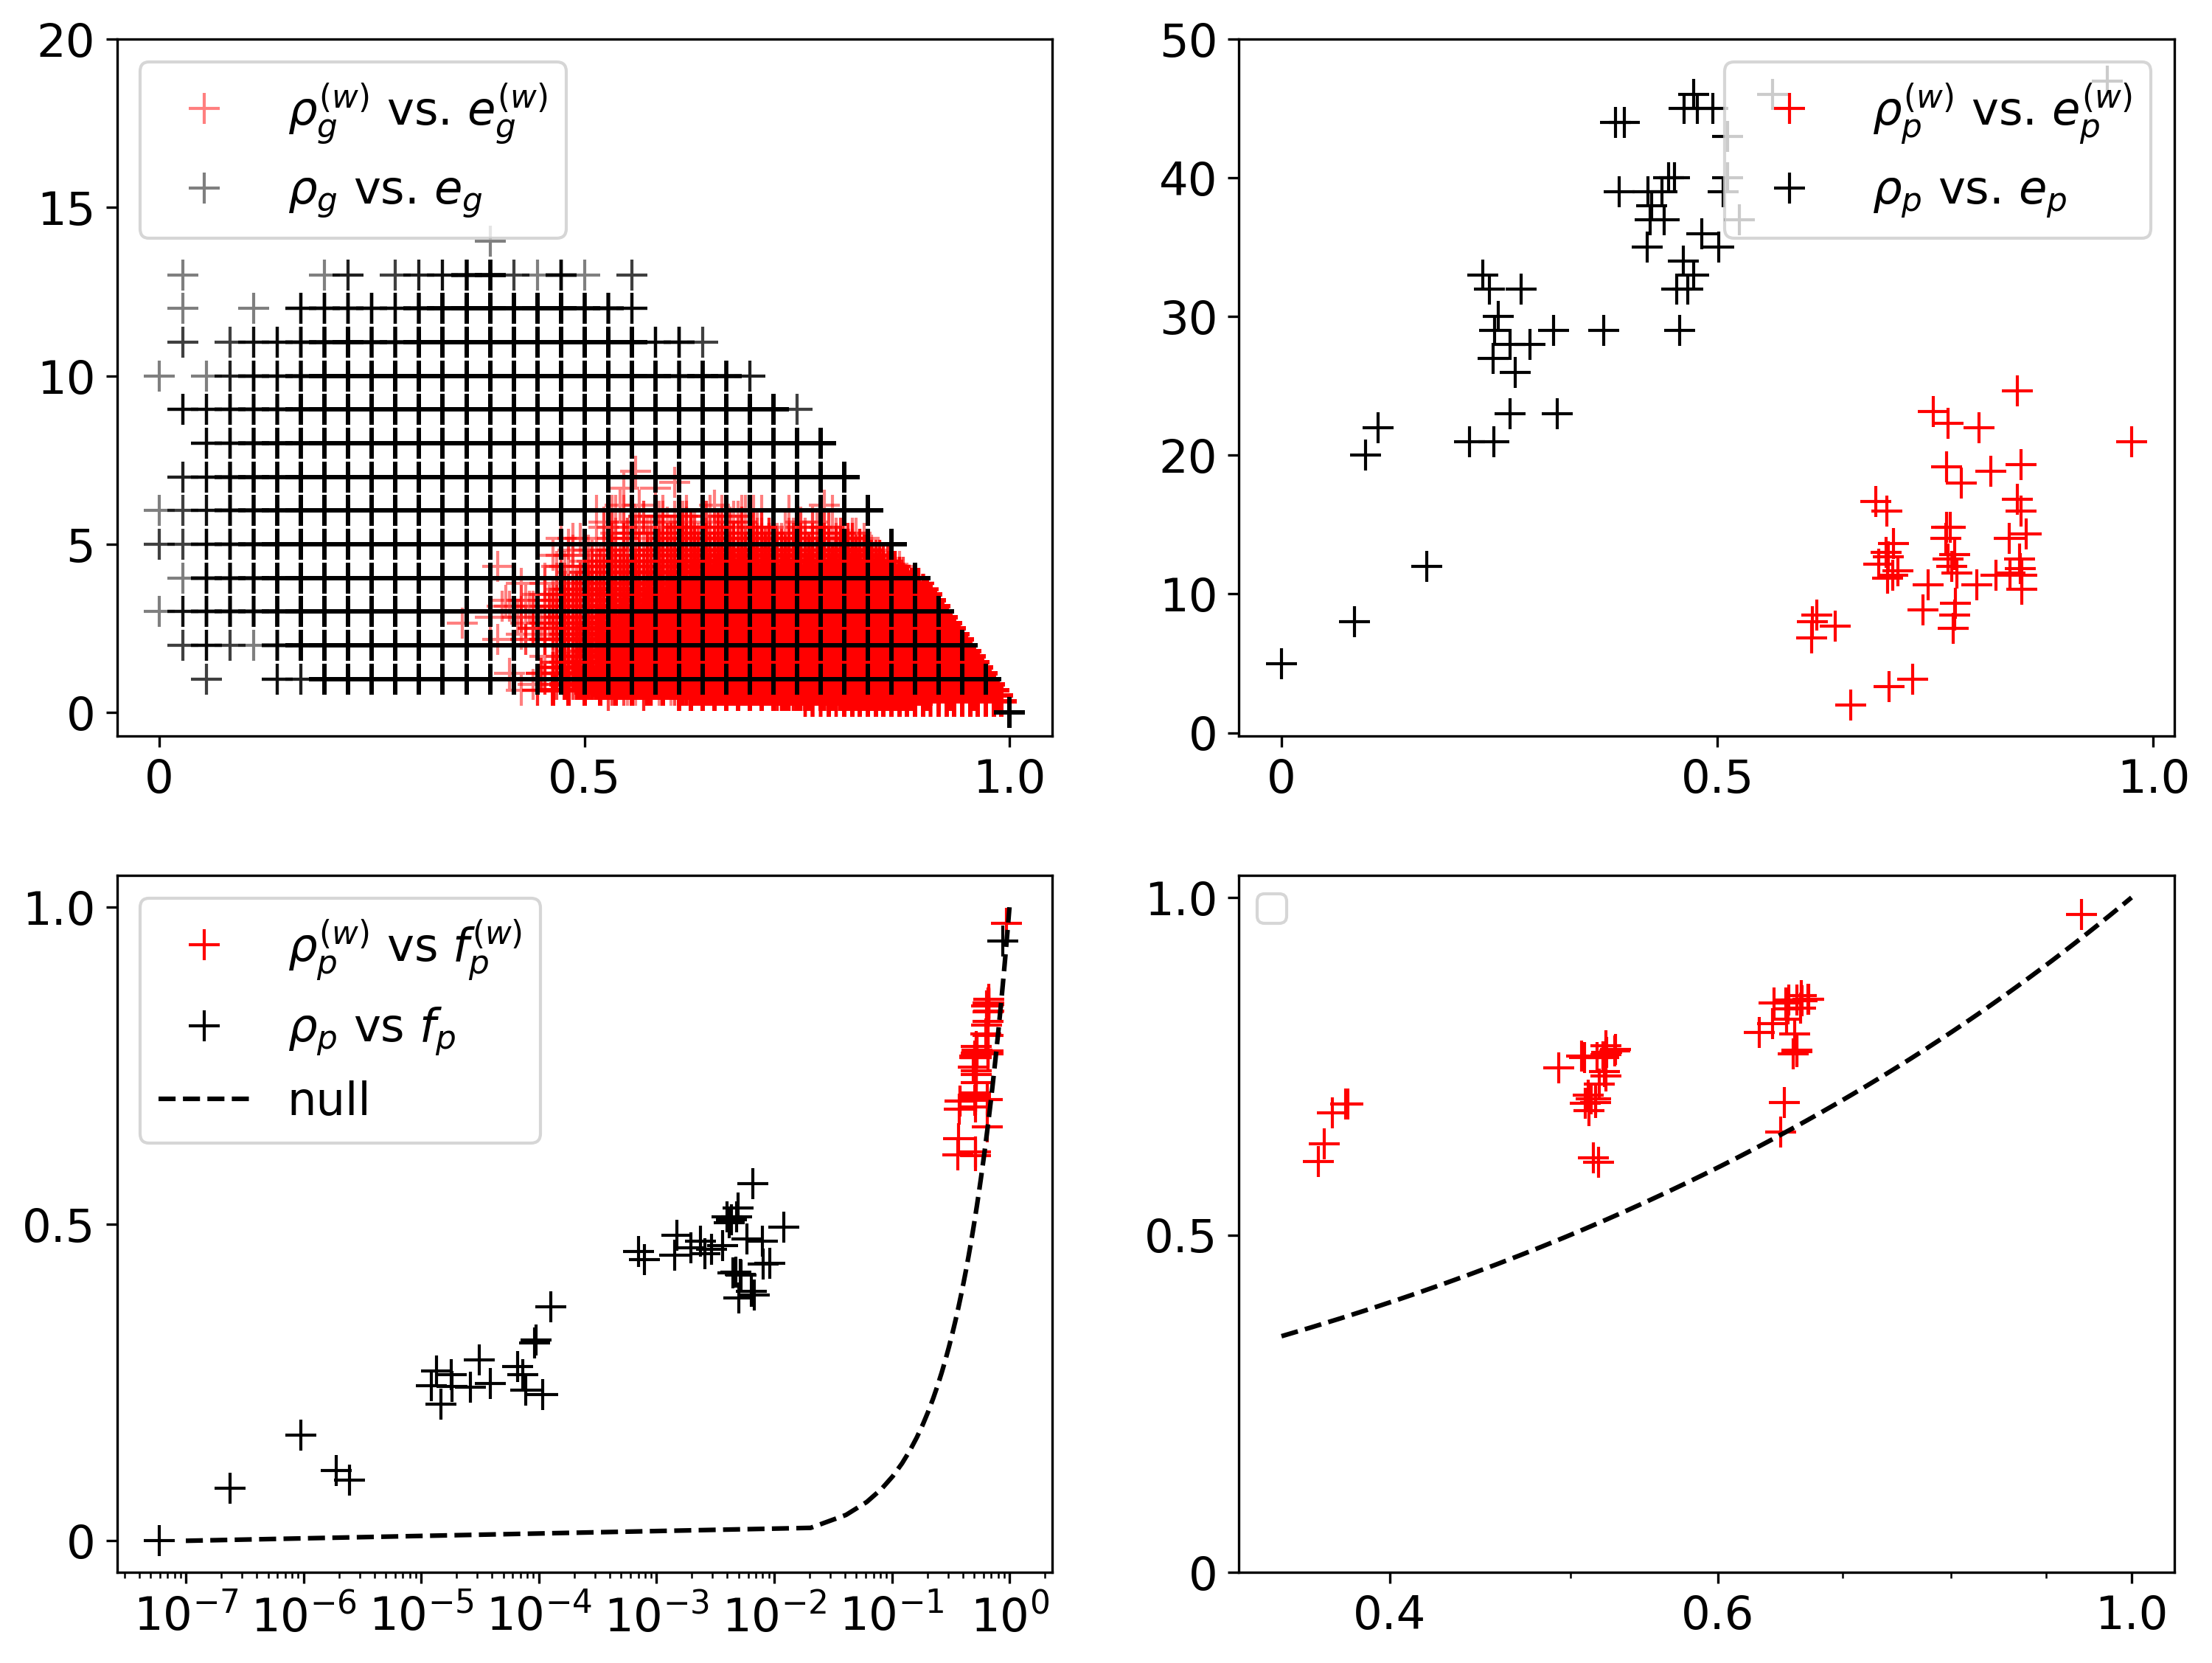 20
15
10
5
0
0 0.5 1.0
ρ_g^(w) vs. e_g^(w)
ρ_g vs. e_g
50
40
30
20
10
0
0 0.5 1.0
ρ_p^(w) vs. e_p^(w)
ρ_p vs. e_p
1.0
0.5
0
10^−7 10^−6 10^−5 10^−4 10^−3 10^−2 10^−1 10^0
ρ_p^(w) vs f_p^(w)
ρ_p vs f_p
null
1.0
0.5
0
0.4 0.6 1.0